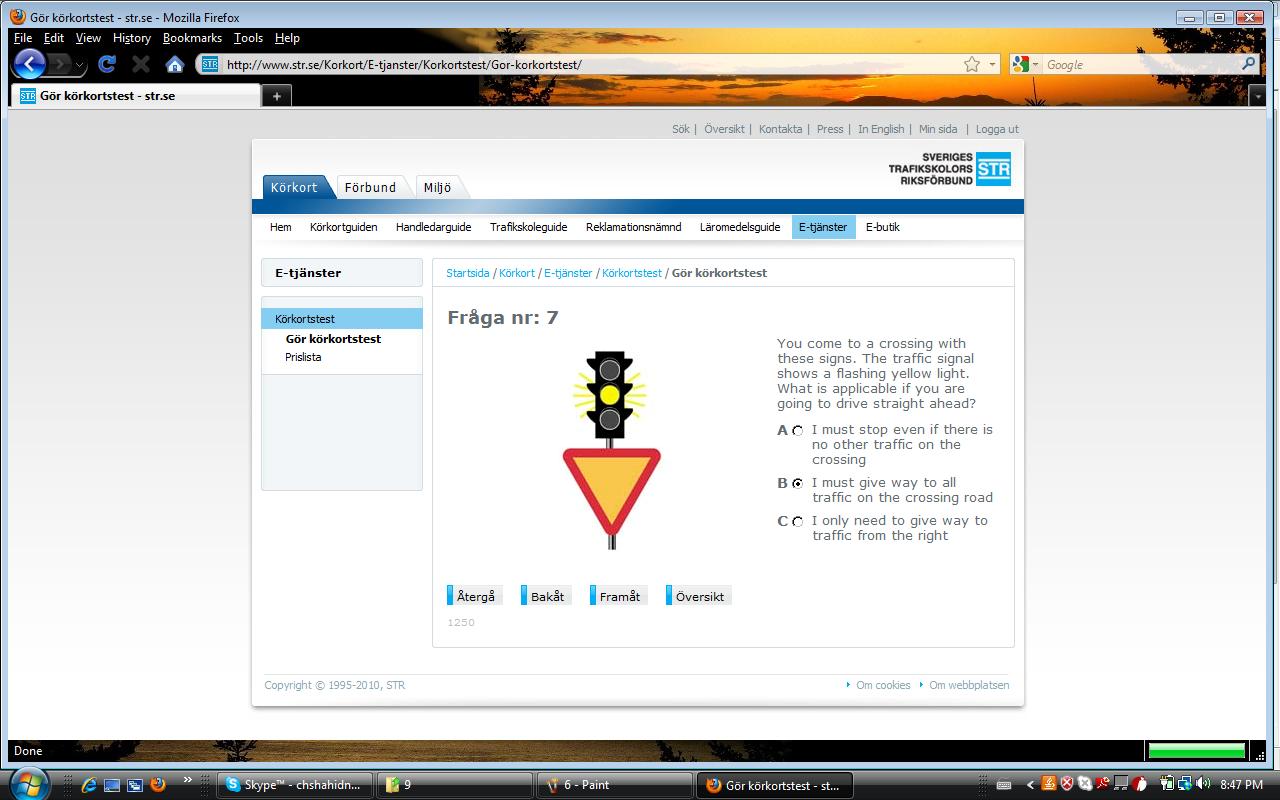 Gör körkortstest - str.se - Mozilla Firefox
File Edit View History Bookmarks Tools Help
STR http://www.str.se/Korkort/E-tjanster/Korkortstest/Gor-korkortstest/ Google
STR Gör körkortstest - str.se
Sök | Översikt | Kontakta | Press | In English | Min sida | Logga ut
SVERIGES
TRAFIKSKOLORS
RIKSFÖRBUND
STR
Körkort Förbund Miljö
Hem Körkortguiden Handledarguide Trafikskoleguide Reklamationsnämnd Läromedelsguide E-tjänster E-butik
E-tjänster
Körkortstest
Gör körkortstest
Prislista
Startsida / Körkort / E-tjänster / Körkortstest / Gör körkortstest
Fråga nr: 7
You come to a crossing with
these signs. The traffic signal
shows a flashing yellow light.
What is applicable if you are
going to drive straight ahead?
A I must stop even if there is
no other traffic on the
crossing
B I must give way to all
traffic on the crossing road
C I only need to give way to
traffic from the right
Återgå Bakåt Framåt Översikt
1250
Copyright © 1995-2010, STR Om cookies Om webbplatsen
Done
Skype™ - chshahidn... 9 6 - Paint Gör körkortstest - st... 8:47 PM